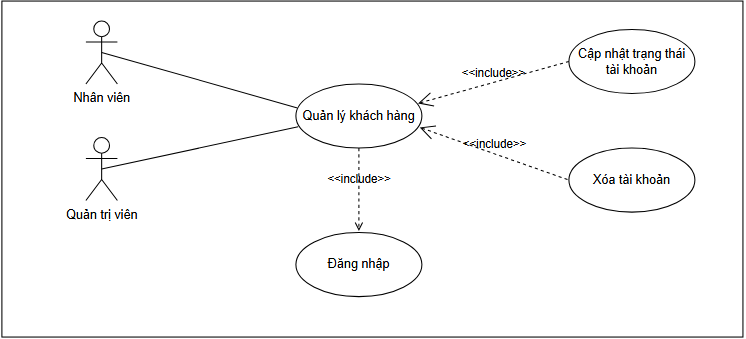 Nhân viên
Quản trị viên
Quản lý khách hàng
<<include>>
Đăng nhập
<<include>>
Cập nhật trạng thái
tài khoản
<<include>>
Xóa tài khoản